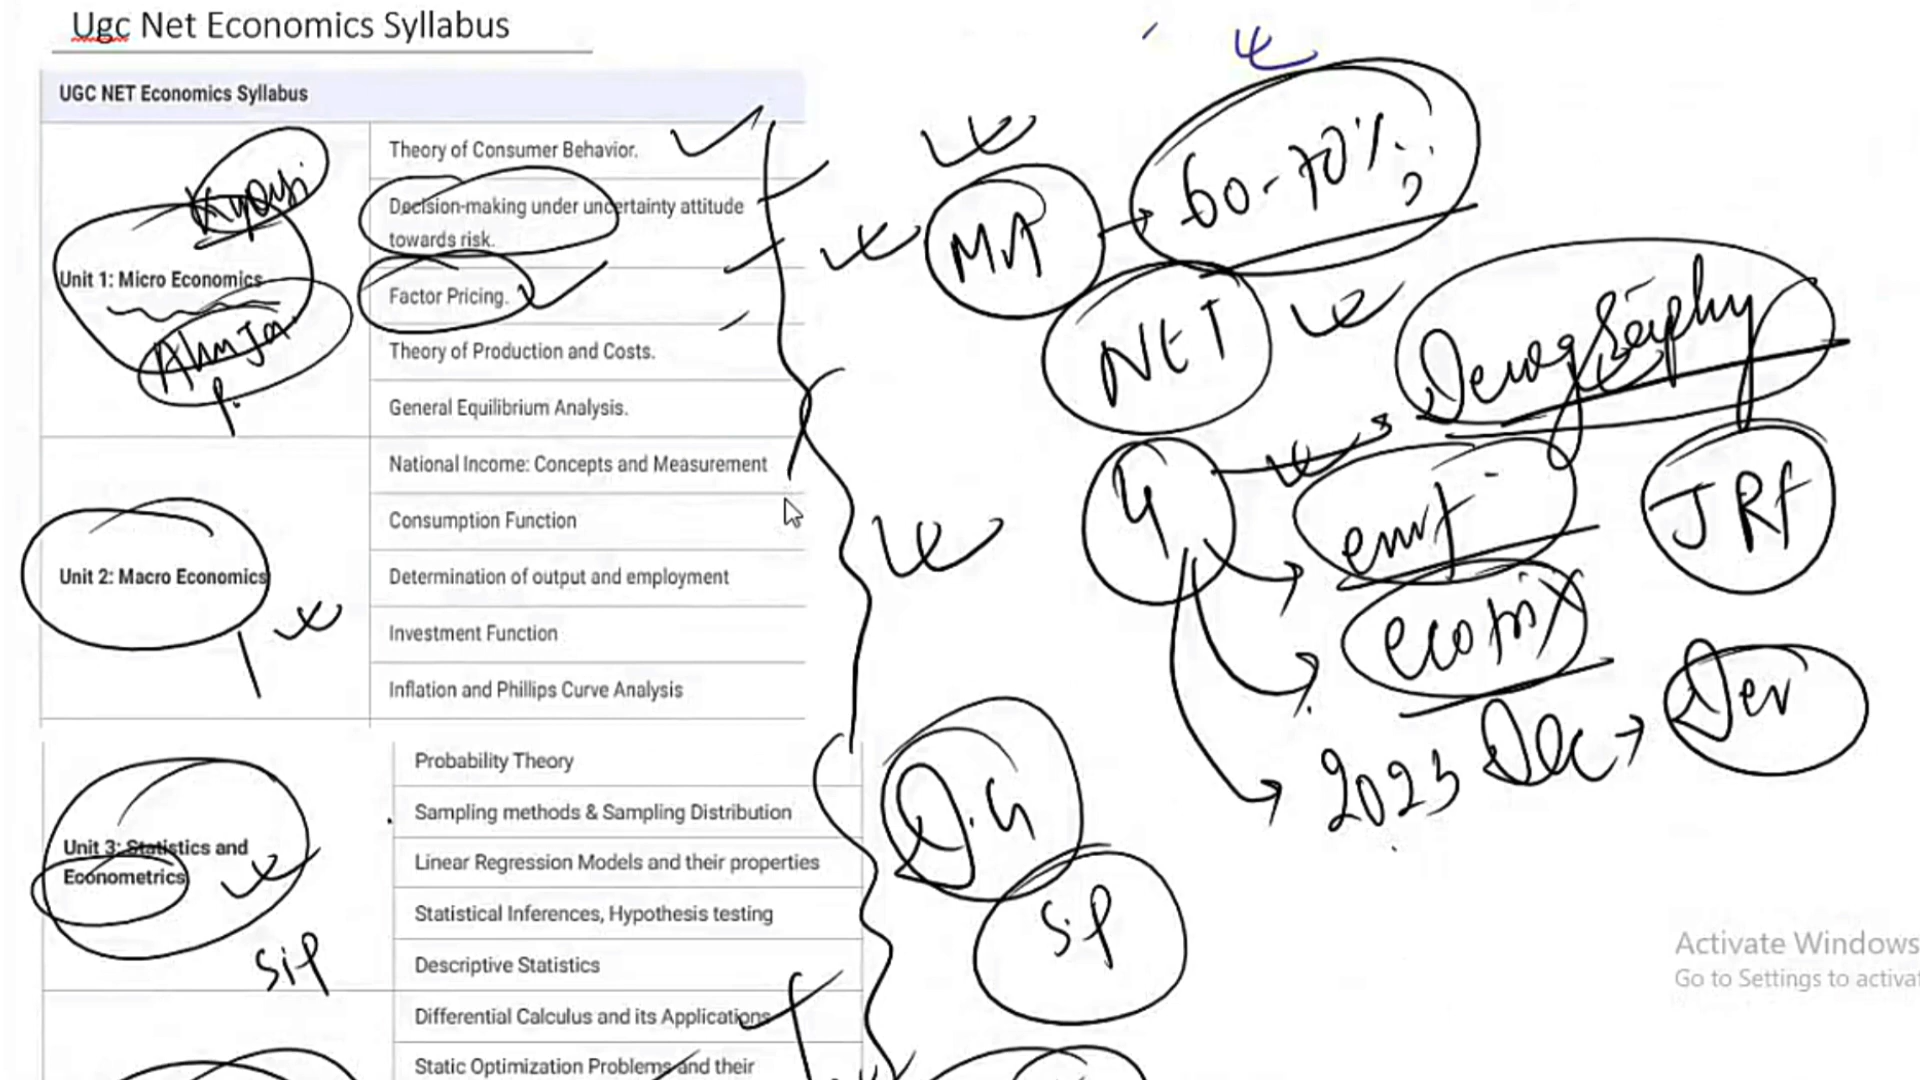 Ugc Net Economics Syllabus
UGC NET Economics Syllabus
Unit 1: Micro Economics
Theory of Consumer Behavior.
Decision-making under uncertainty attitude
towards risk.
Factor Pricing.
Theory of Production and Costs.
General Equilibrium Analysis.
Unit 2: Macro Economics
National Income: Concepts and Measurement
Consumption Function
Determination of output and employment
Investment Function
Inflation and Phillips Curve Analysis
Unit 3: Statistics and
Econometrics
SiP
Probability Theory
Sampling methods & Sampling Distribution
Linear Regression Models and their properties
Statistical Inferences, Hypothesis testing
Descriptive Statistics
Differential Calculus and its Applications
Static Optimization Problems and their
MA
60-70%
NET
Demography
4
JRF
2023 Dec
Dev
D.G
S.P
Activate Windows
Go to Settings to activat